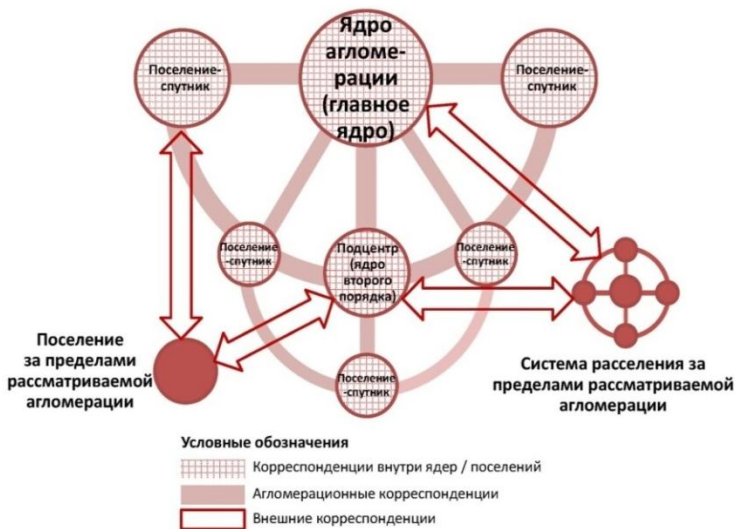 Ядро
агломе-
рации
(главное
ядро)
Поселение-
спутник
Поселение-
спутник
Поселение
-спутник
Подцентр
(ядро
второго
порядка)
Поселение
-спутник
Поселение
за пределами
рассматриваемой
агломерации
Поселение
-спутник
Система расселения за
пределами рассматриваемой
агломерации
Условные обозначения
Корреспонденции внутри ядер / поселений
Агломерационные корреспонденции
Внешние корреспонденции